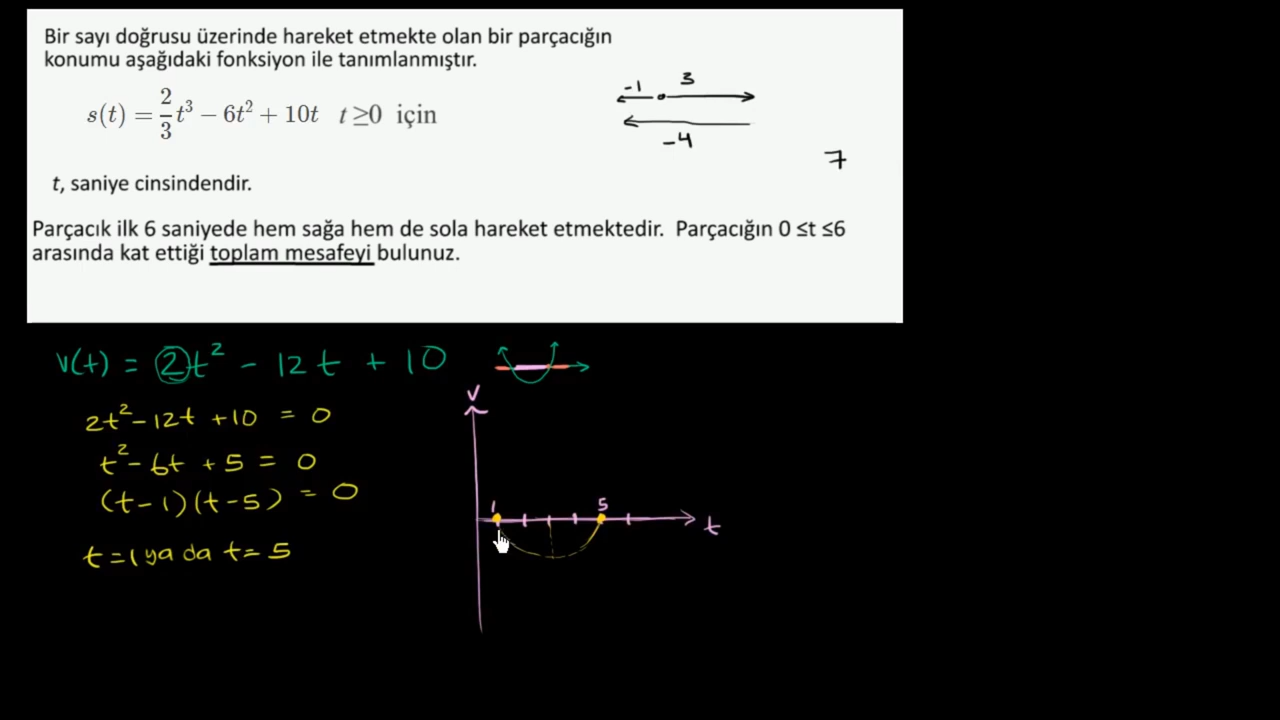 Bir sayı doğrusu üzerinde hareket etmekte olan bir parçacığın
konumu aşağıdaki fonksiyon ile tanımlanmıştır.
s(t) = 2/3 t³ − 6t² + 10t t ≥0 için
-1 3
-4
7
t, saniye cinsindendir.
Parçacık ilk 6 saniyede hem sağa hem de sola hareket etmektedir. Parçacığın 0 ≤t ≤6
arasında kat ettiği toplam mesafeyi bulunuz.
v(t) = 2t² - 12t + 10
2t² - 12t + 10 = 0
t² - 6t + 5 = 0
(t-1)(t-5) = 0
t = 1 ya da t = 5
v
1 5
t